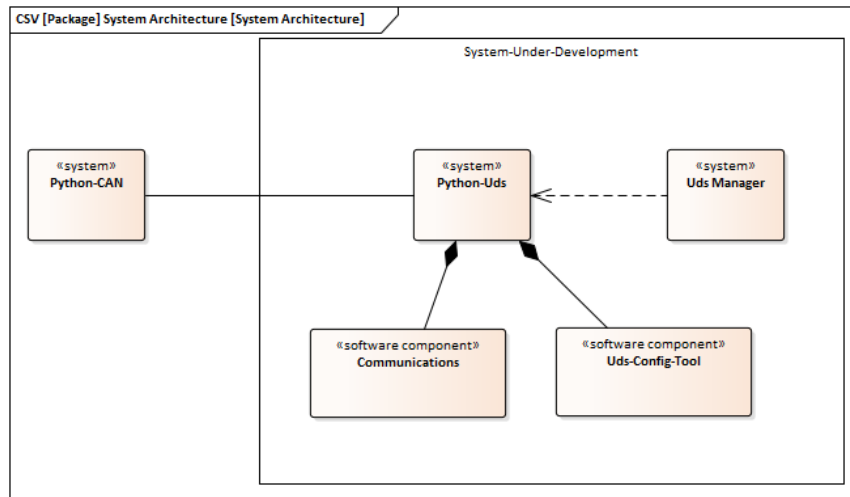 CSV [Package] System Architecture [System Architecture]
System-Under-Development
«system»
Python-CAN
«system»
Python-Uds
«system»
Uds Manager
«software component»
Communications
«software component»
Uds-Config-Tool